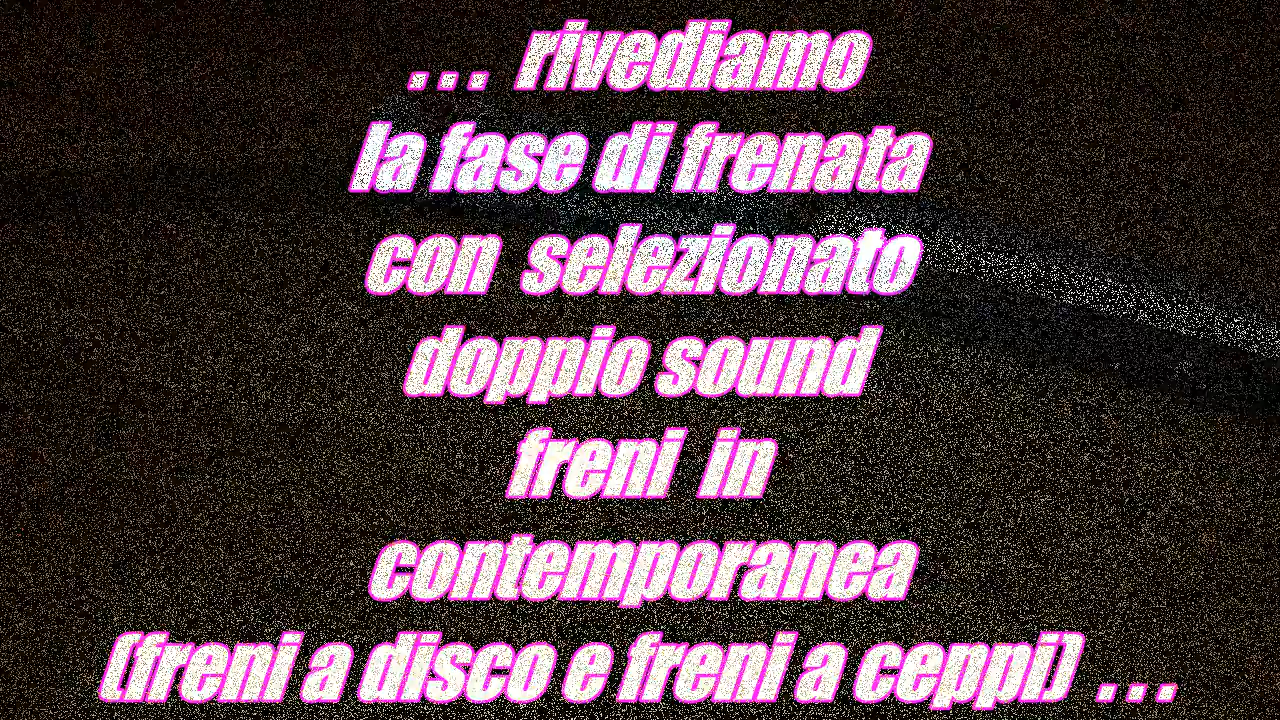 ... rivediamo
la fase di frenata
con selezionato
doppio sound
freni in
contemporanea
(freni a disco e freni a ceppi) ...